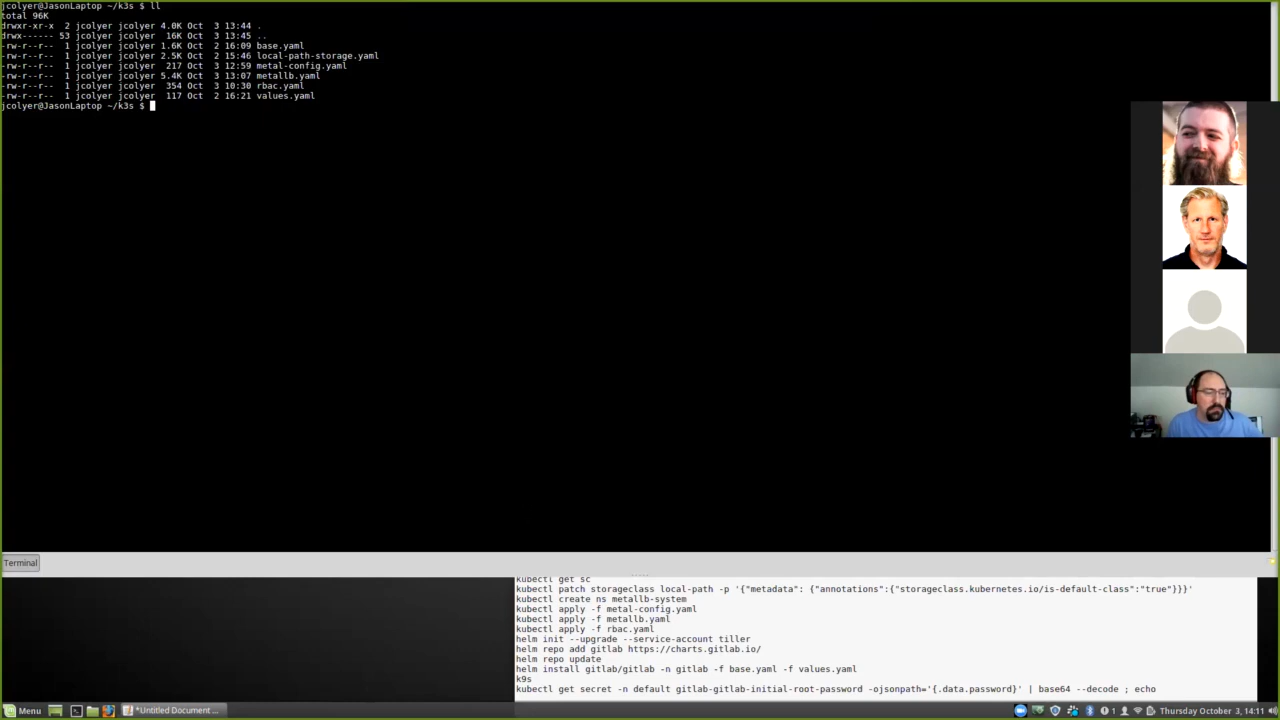 jcolyer@JasonLaptop ~/k3s $ ll
total 96K
drwxr-xr-x  2 jcolyer jcolyer 4.0K Oct  3 13:44 .
drwx------ 53 jcolyer jcolyer  16K Oct  3 13:45 ..
-rw-r--r--  1 jcolyer jcolyer 1.6K Oct  2 16:09 base.yaml
-rw-r--r--  1 jcolyer jcolyer 2.5K Oct  2 15:46 local-path-storage.yaml
-rw-r--r--  1 jcolyer jcolyer  217 Oct  3 12:59 metal-config.yaml
-rw-r--r--  1 jcolyer jcolyer 5.4K Oct  3 13:07 metallb.yaml
-rw-r--r--  1 jcolyer jcolyer  354 Oct  3 10:30 rbac.yaml
-rw-r--r--  1 jcolyer jcolyer  117 Oct  2 16:21 values.yaml
jcolyer@JasonLaptop ~/k3s $
Terminal
kubectl get sc
kubectl patch storageclass local-path -p '{"metadata": {"annotations":{"storageclass.kubernetes.io/is-default-class":"true"}}}'
kubectl create ns metallb-system
kubectl apply -f metal-config.yaml
kubectl apply -f metallb.yaml
kubectl apply -f rbac.yaml
helm init --upgrade --service-account tiller
helm repo add gitlab https://charts.gitlab.io/
helm repo update
helm install gitlab/gitlab -n gitlab -f base.yaml -f values.yaml
k9s
kubectl get secret -n default gitlab-gitlab-initial-root-password -ojsonpath='{.data.password}' | base64 --decode ; echo
Menu
*Untitled Document ...
1
Thursday October 3, 14:11